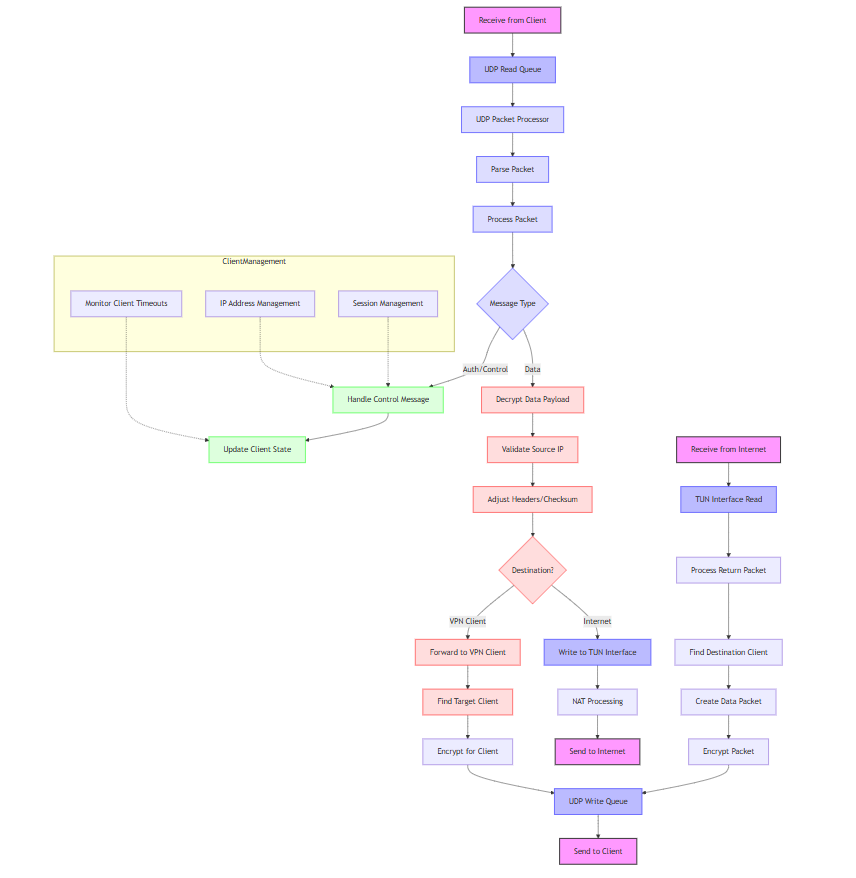 Receive from Client
UDP Read Queue
UDP Packet Processor
Parse Packet
Process Packet
ClientManagement
Monitor Client Timeouts
IP Address Management
Session Management
Message Type
Auth/Control
Data
Handle Control Message
Decrypt Data Payload
Update Client State
Validate Source IP
Receive from Internet
Adjust Headers/Checksum
TUN Interface Read
Destination?
Process Return Packet
VPN Client
Internet
Forward to VPN Client
Write to TUN Interface
Find Destination Client
Find Target Client
NAT Processing
Create Data Packet
Encrypt for Client
Send to Internet
Encrypt Packet
UDP Write Queue
Send to Client